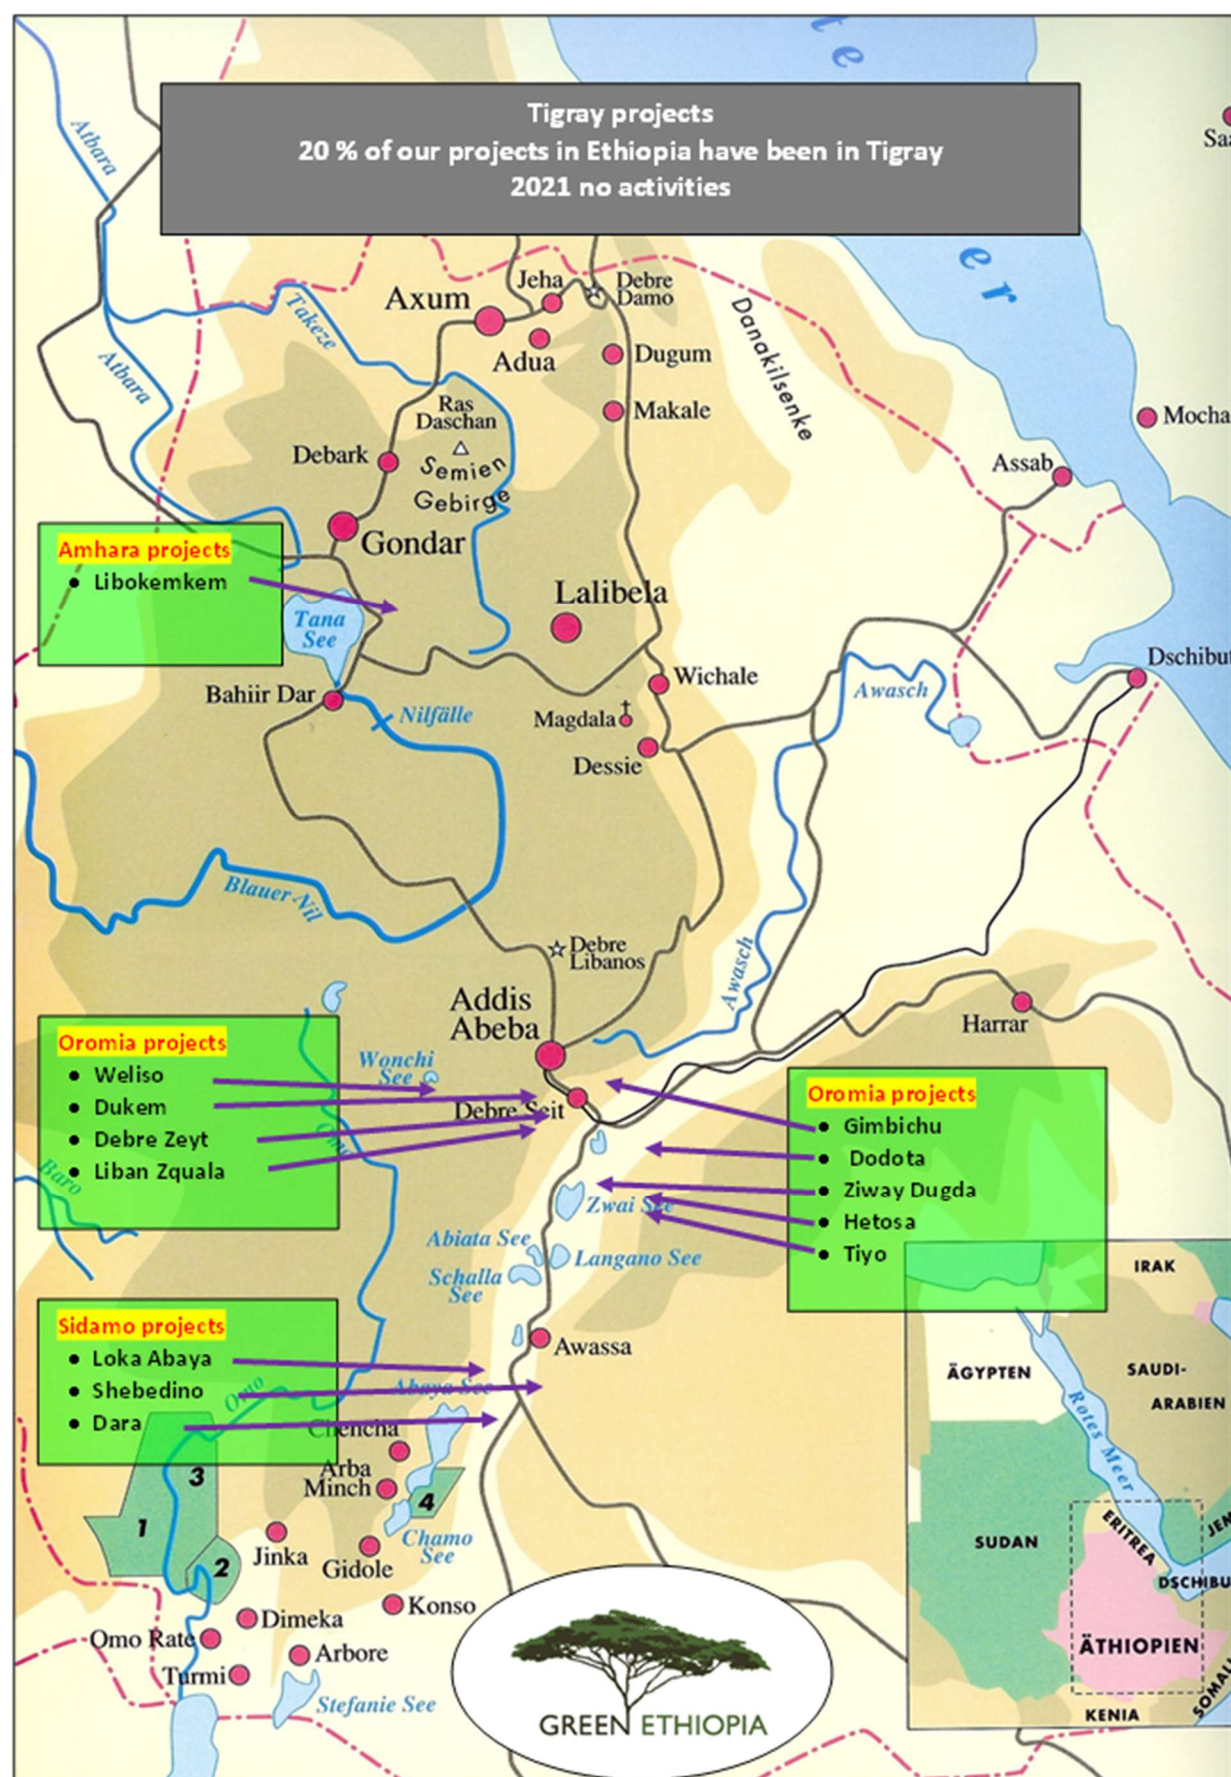 te
Atbara
Tigray projects
20 % of our projects in Ethiopia have been in Tigray
2021 no activities
er
Jeha
Debre
Damo
Axum
Takeze
Adua
Dugum
Danakilsenke
Atbara
Ras
Daschan
Makale
Mocha
Debark
Semien
Gebirge
Assab
Gondar
Amhara projects
• Libokemkem
Lalibela
Tana
See
Wichale
Dschibut
Bahiir Dar
Nilfälle
Magdala
Awasch
Dessie
Blauer-Nil
Debre
Libanos
Awasch
Addis
Abeba
Harrar
Oromia projects
• Weliso
• Dukem
• Debre Zeyt
• Liban Zquala
Wonchi
See
Debre Seit
Omo
Baro
Oromia projects
• Gimbichu
• Dodota
• Ziway Dugda
• Hetosa
• Tiyo
Zwai See
Abiata See
Langano See
Schalla
See
Awassa
Sidamo projects
• Loka Abaya
• Shebedino
• Dara
Omo
Abaya See
Chencha
Arba
Minch
3
4
1
2
Jinka
Gidole
Chamo
See
Konso
Dimeka
Omo Rate
Arbore
Turmi
Stefanie See
GREEN ETHIOPIA
IRAK
ÄGYPTEN
SAUDI-
ARABIEN
Rotes Meer
SUDAN
ERITREA
JEM
DSCHIBU
ÄTHIOPIEN
SOMAL
KENIA